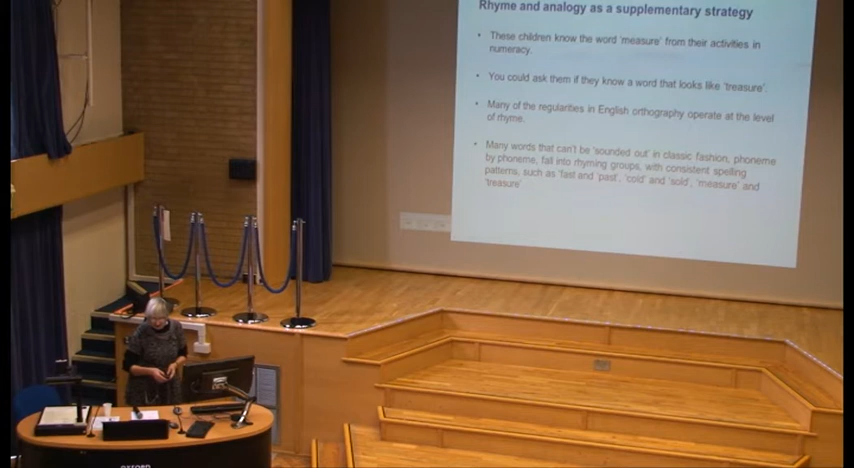 Rhyme and analogy as a supplementary strategy
• These children know the word 'measure' from their activities in
numeracy.
• You could ask them if they know a word that looks like 'treasure'.
• Many of the regularities in English orthography operate at the level
of rhyme.
• Many words that can't be 'sounded out' in classic fashion, phoneme
by phoneme, fall into rhyming groups, with consistent spelling
patterns, such as 'fast and 'past', 'cold' and 'sold', 'measure' and
'treasure'
OXFORD